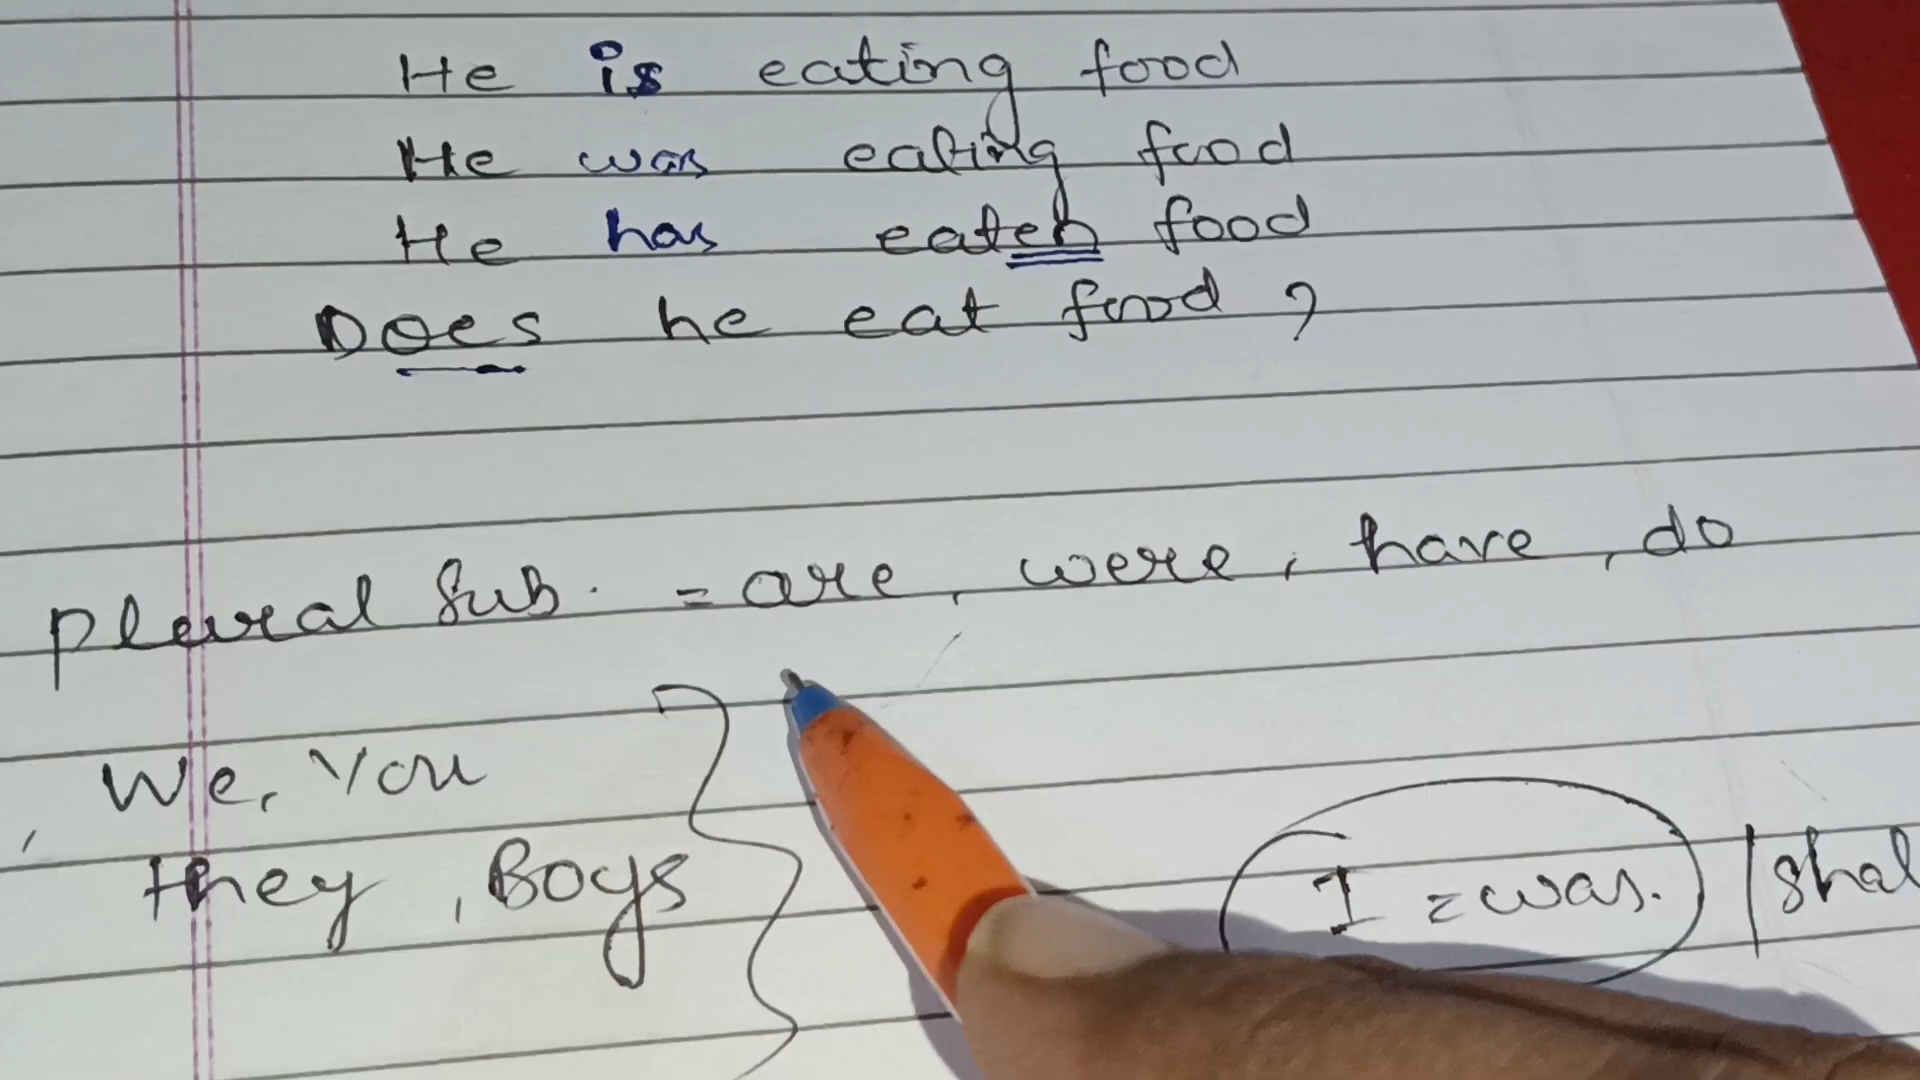 He is eating food
He was eating food
He has eaten food
Does he eat food ?
Plural Sub. = are, were, have, do
We, You
They, Boys
I = was. | shal